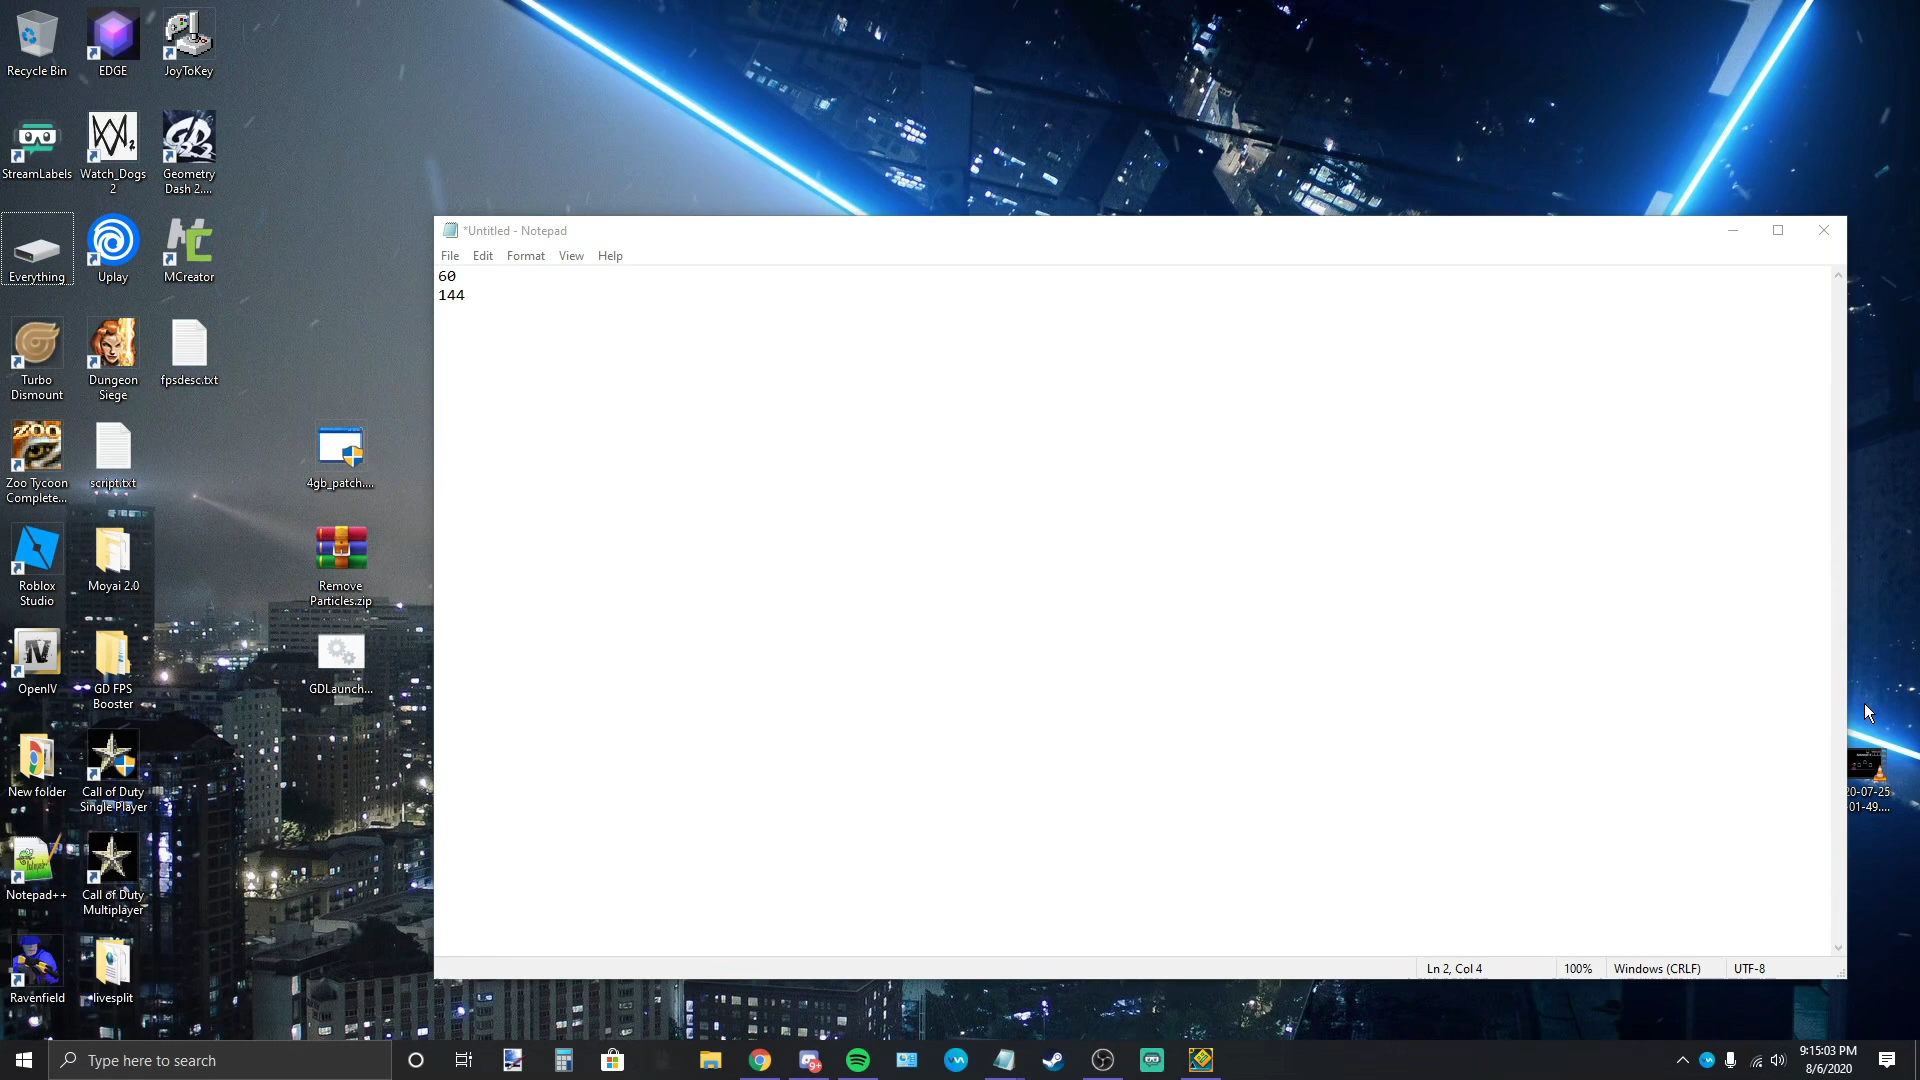 Recycle Bin
EDGE
JoyToKey
StreamLabels
Watch_Dogs
2
Geometry
Dash 2....
Everything
Uplay
MCreator
Turbo
Dismount
Dungeon
Siege
fpsdesc.txt
Zoo Tycoon
Complete...
script.txt
4gb_patch....
Roblox
Studio
Moyai 2.0
Remove
Particles.zip
OpenIV
GD FPS
Booster
GDLaunch...
New folder
Call of Duty
Single Player
Notepad++
Call of Duty
Multiplayer
Ravenfield
livesplit
*Untitled - Notepad
File Edit Format View Help
60
144
Ln 2, Col 4 100% Windows (CRLF) UTF-8
20-07-25
01-49....
Type here to search
9+
9:15:03 PM
8/6/2020